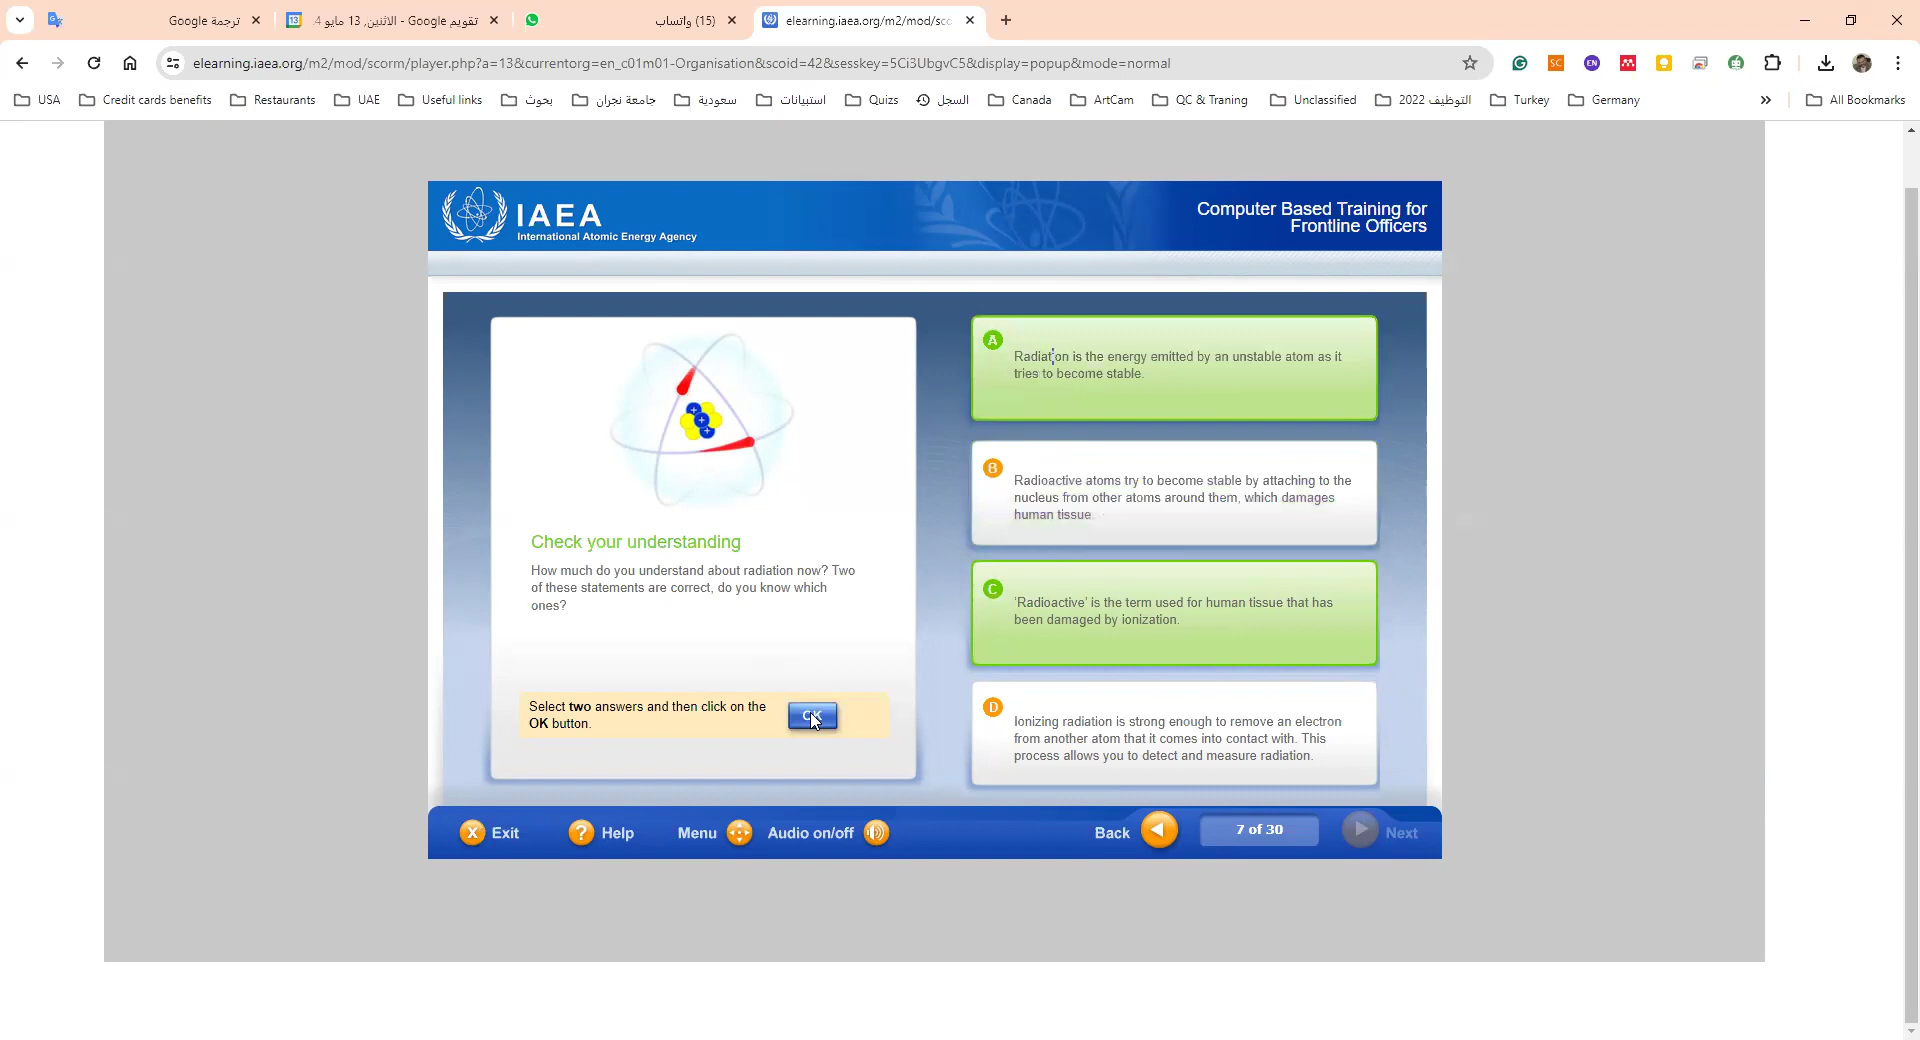 ترجمة Google
تقويم Google - الاثنين, 13 مايو 4.
(15) واتساب
elearning.iaea.org/m2/mod/sco
elearning.iaea.org/m2/mod/scorm/player.php?a=13&currentorg=en_c01m01-Organisation&scoid=42&sesskey=5Ci3UbgvC5&display=popup&mode=normal
USA
Credit cards benefits
Restaurants
UAE
Useful links
بحوث
جامعة نجران
سعودية
استبيانات
Quizs
السجل
Canada
ArtCam
QC & Traning
Unclassified
التوظيف 2022
Turkey
Germany
All Bookmarks
IAEA
International Atomic Energy Agency
Computer Based Training for
Frontline Officers
Check your understanding
How much do you understand about radiation now? Two
of these statements are correct, do you know which
ones?
Select two answers and then click on the
OK button.
OK
A
Radiation is the energy emitted by an unstable atom as it
tries to become stable.
B
Radioactive atoms try to become stable by attaching to the
nucleus from other atoms around them, which damages
human tissue.
C
'Radioactive' is the term used for human tissue that has
been damaged by ionization.
D
Ionizing radiation is strong enough to remove an electron
from another atom that it comes into contact with. This
process allows you to detect and measure radiation.
Exit
Help
Menu
Audio on/off
Back
7 of 30
Next